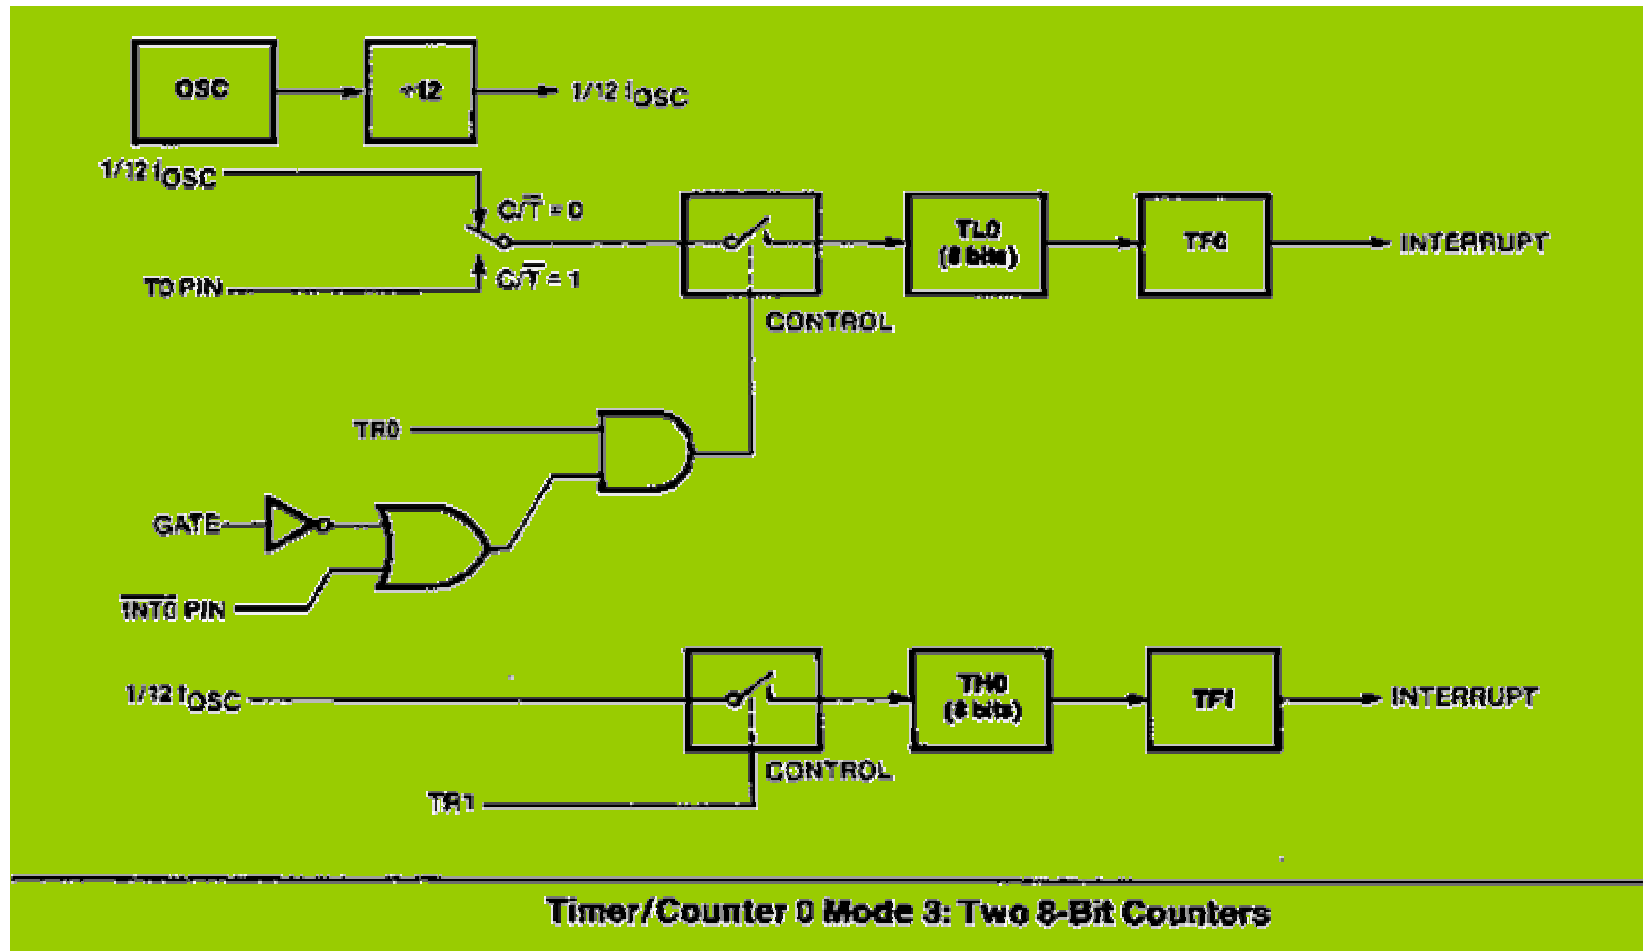 OSC
÷12
1/12 fOSC
1/12 fOSC
C/T̅ = 0
T0 PIN
C/T̅ = 1
CONTROL
TL0
(8 bits)
TF0
INTERRUPT
TR0
GATE
I̅N̅T̅0̅ PIN
1/12 fOSC
TR1
CONTROL
TH0
(8 bits)
TF1
INTERRUPT
Timer/Counter 0 Mode 3: Two 8-Bit Counters